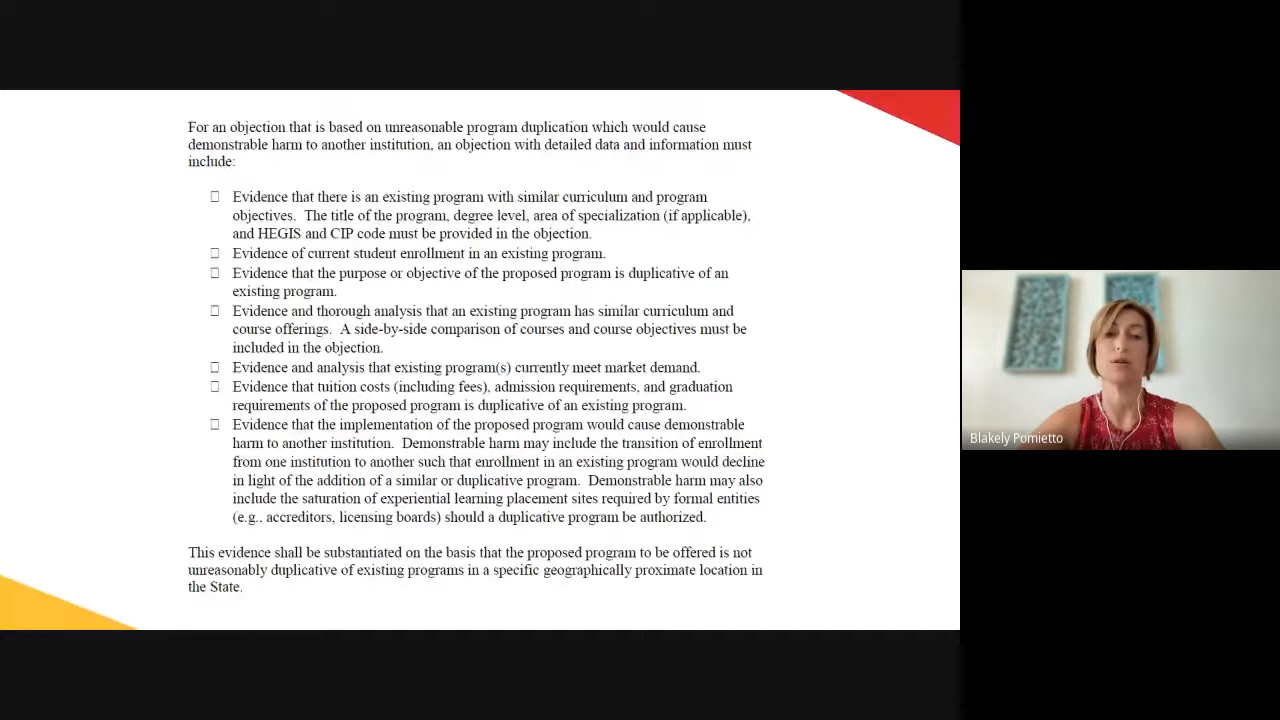 For an objection that is based on unreasonable program duplication which would cause
demonstrable harm to another institution, an objection with detailed data and information must
include:
Evidence that there is an existing program with similar curriculum and program
objectives. The title of the program, degree level, area of specialization (if applicable),
and HEGIS and CIP code must be provided in the objection.
Evidence of current student enrollment in an existing program.
Evidence that the purpose or objective of the proposed program is duplicative of an
existing program.
Evidence and thorough analysis that an existing program has similar curriculum and
course offerings. A side-by-side comparison of courses and course objectives must be
included in the objection.
Evidence and analysis that existing program(s) currently meet market demand.
Evidence that tuition costs (including fees), admission requirements, and graduation
requirements of the proposed program is duplicative of an existing program.
Evidence that the implementation of the proposed program would cause demonstrable
harm to another institution. Demonstrable harm may include the transition of enrollment
from one institution to another such that enrollment in an existing program would decline
in light of the addition of a similar or duplicative program. Demonstrable harm may also
include the saturation of experiential learning placement sites required by formal entities
(e.g., accreditors, licensing boards) should a duplicative program be authorized.
This evidence shall be substantiated on the basis that the proposed program to be offered is not
unreasonably duplicative of existing programs in a specific geographically proximate location in
the State.
Blakely Pomietto